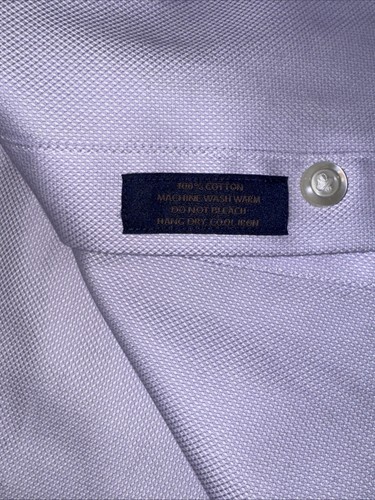 100% COTTON
MACHINE WASH WARM
DO NOT BLEACH
HANG DRY COOL IRON